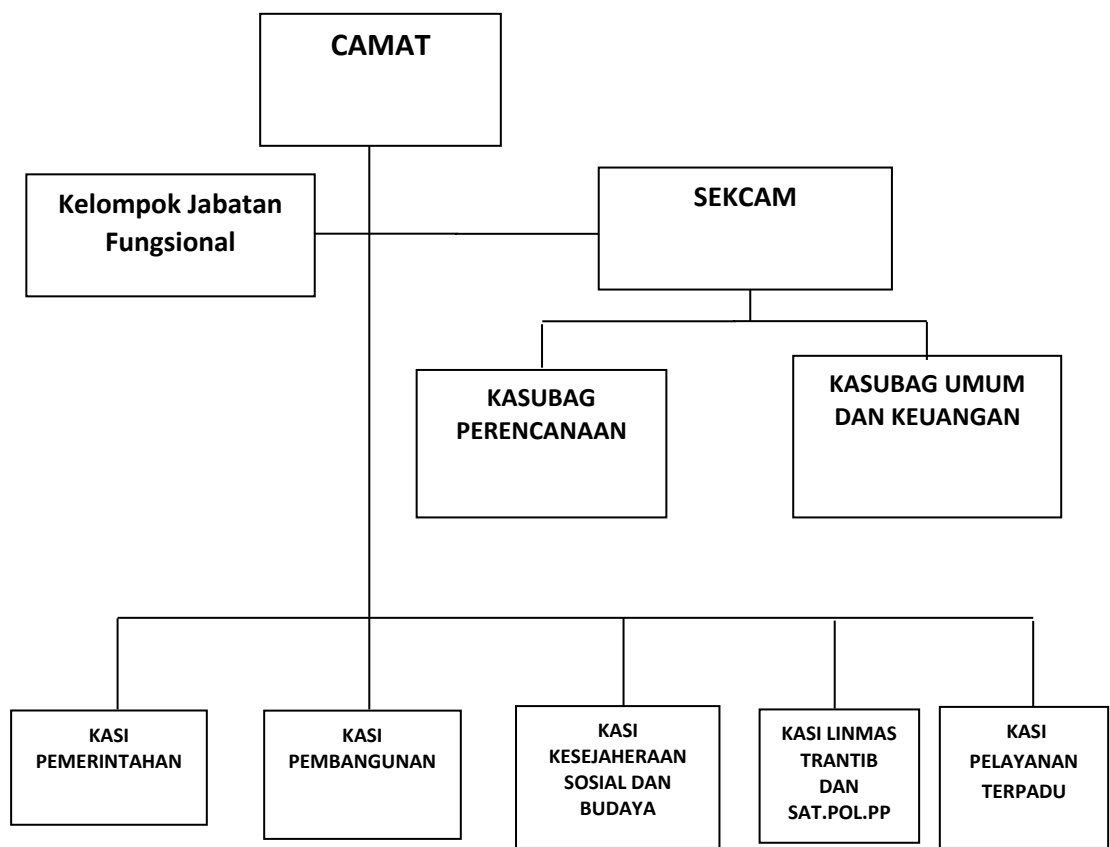 CAMAT
Kelompok Jabatan
Fungsional
SEKCAM
KASUBAG
PERENCANAAN
KASUBAG UMUM
DAN KEUANGAN
KASI
PEMERINTAHAN
KASI
PEMBANGUNAN
KASI
KESEJAHERAAN
SOSIAL DAN
BUDAYA
KASI LINMAS
TRANTIB
DAN
SAT.POL.PP
KASI
PELAYANAN
TERPADU